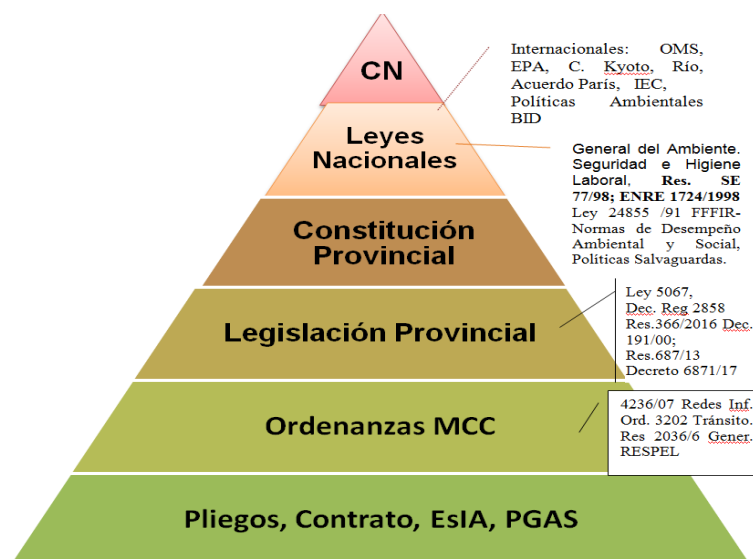 CN
Internacionales: OMS,
EPA, C. Kyoto, Río,
Acuerdo París, IEC,
Políticas Ambientales
BID
Leyes
Nacionales
General del Ambiente.
Seguridad e Higiene
Laboral, Res. SE
77/98; ENRE 1724/1998
Ley 24855 /91 FFFIR-
Normas de Desempeño
Ambiental y Social,
Políticas Salvaguardas.
Constitución
Provincial
Legislación Provincial
Ley 5067,
Dec. Reg 2858
Res.366/2016 Dec.
191/00;
Res.687/13
Decreto 6871/17
Ordenanzas MCC
4236/07 Redes Inf.
Ord. 3202 Tránsito.
Res 2036/6 Gener.
RESPEL
Pliegos, Contrato, EsIA, PGAS